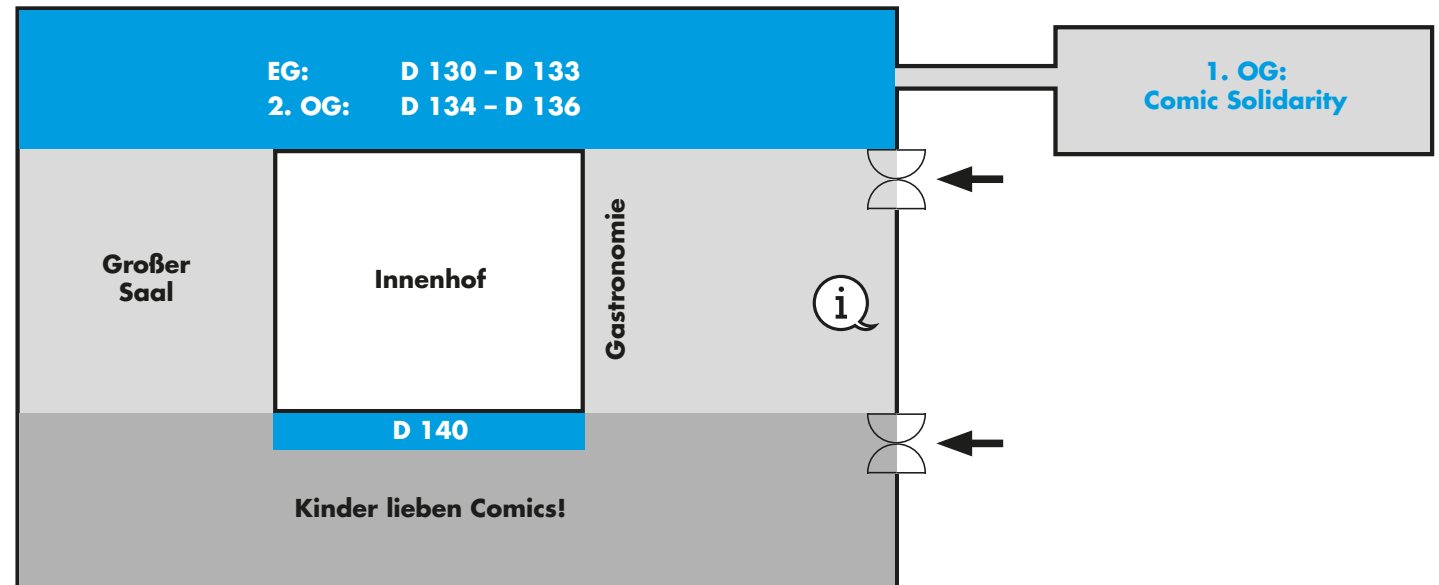 EG: D 130 – D 133
2. OG: D 134 – D 136
1. OG:
Comic Solidarity
Großer
Saal
Innenhof
Gastronomie
i
D 140
Kinder lieben Comics!